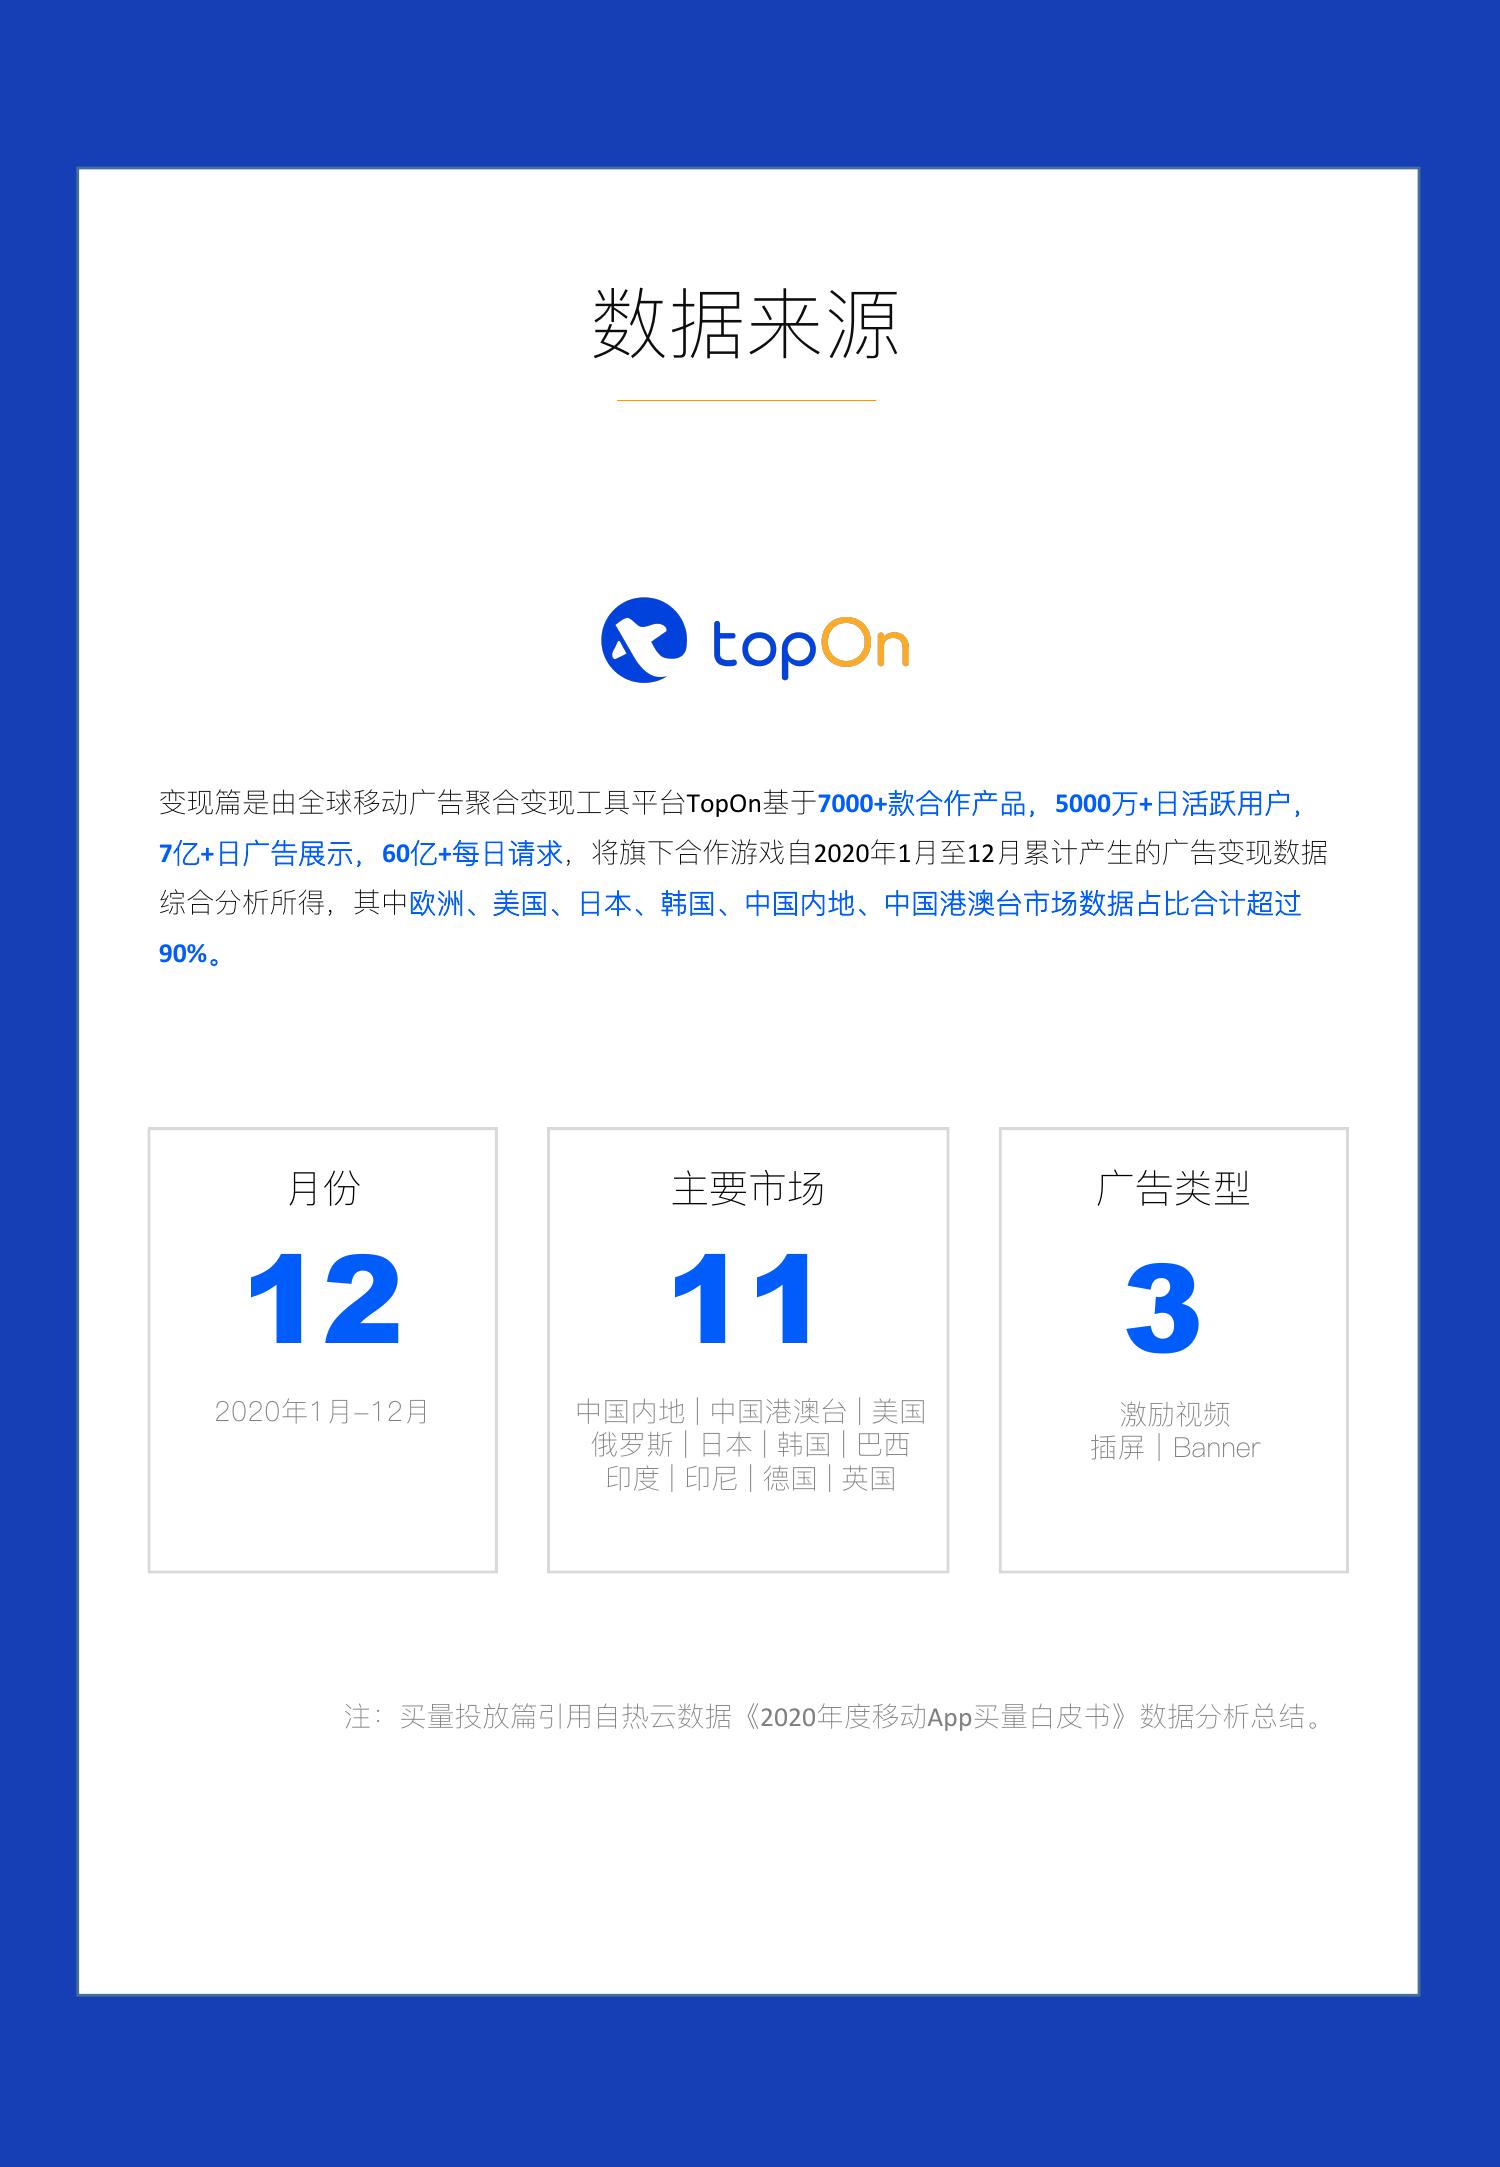 数据来源
topOn
变现篇是由全球移动广告聚合变现工具平台TopOn基于7000+款合作产品，5000万+日活跃用户，
7亿+日广告展示，60亿+每日请求，将旗下合作游戏自2020年1月至12月累计产生的广告变现数据
综合分析所得，其中欧洲、美国、日本、韩国、中国内地、中国港澳台市场数据占比合计超过
90%。
月份
12
2020年1月-12月
主要市场
11
中国内地｜中国港澳台｜美国
俄罗斯｜日本｜韩国｜巴西
印度｜印尼｜德国｜英国
广告类型
3
激励视频
插屏｜Banner
注：买量投放篇引用自热云数据《2020年度移动App买量白皮书》数据分析总结。